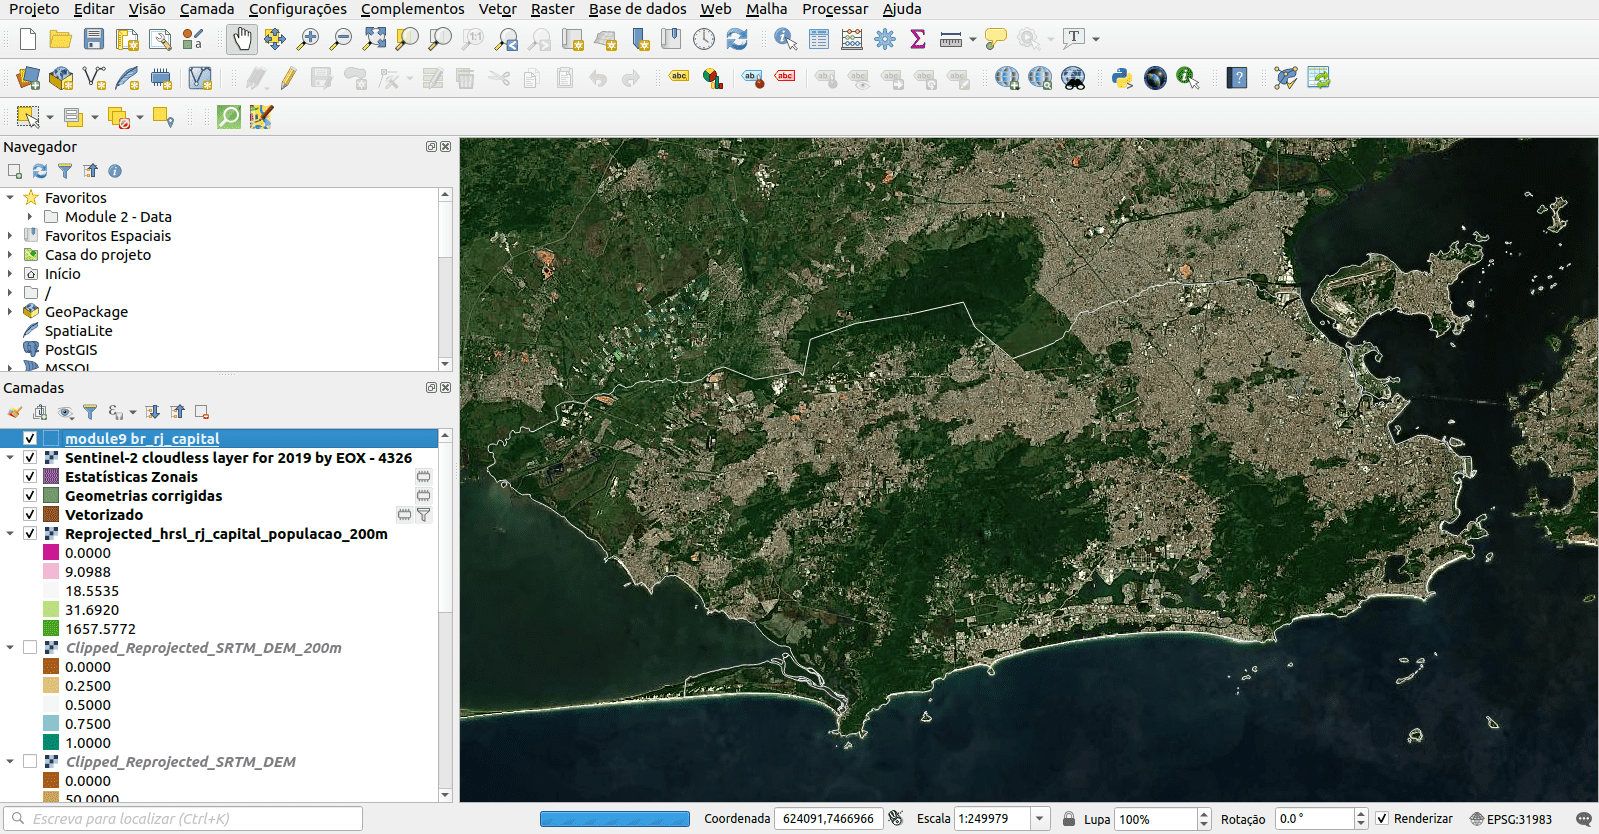 Projeto Editar Visão Camada Configurações Complementos Vetor Raster Base de dados Web Malha Processar Ajuda
Navegador
Favoritos
Module 2 - Data
Favoritos Espaciais
Casa do projeto
Início
/
GeoPackage
SpatiaLite
PostGIS
MSSQL
Camadas
module9 br_rj_capital
Sentinel-2 cloudless layer for 2019 by EOX - 4326
Estatísticas Zonais
Geometrias corrigidas
Vetorizado
Reprojected_hrsl_rj_capital_populacao_200m
0.0000
9.0988
18.5535
31.6920
1657.5772
Clipped_Reprojected_SRTM_DEM_200m
0.0000
0.2500
0.5000
0.7500
1.0000
Clipped_Reprojected_SRTM_DEM
0.0000
50.0000
Escreva para localizar (Ctrl+K)
Coordenada 624091,7466966 Escala 1:249979 Lupa 100% Rotação 0.0 ° Renderizar EPSG:31983